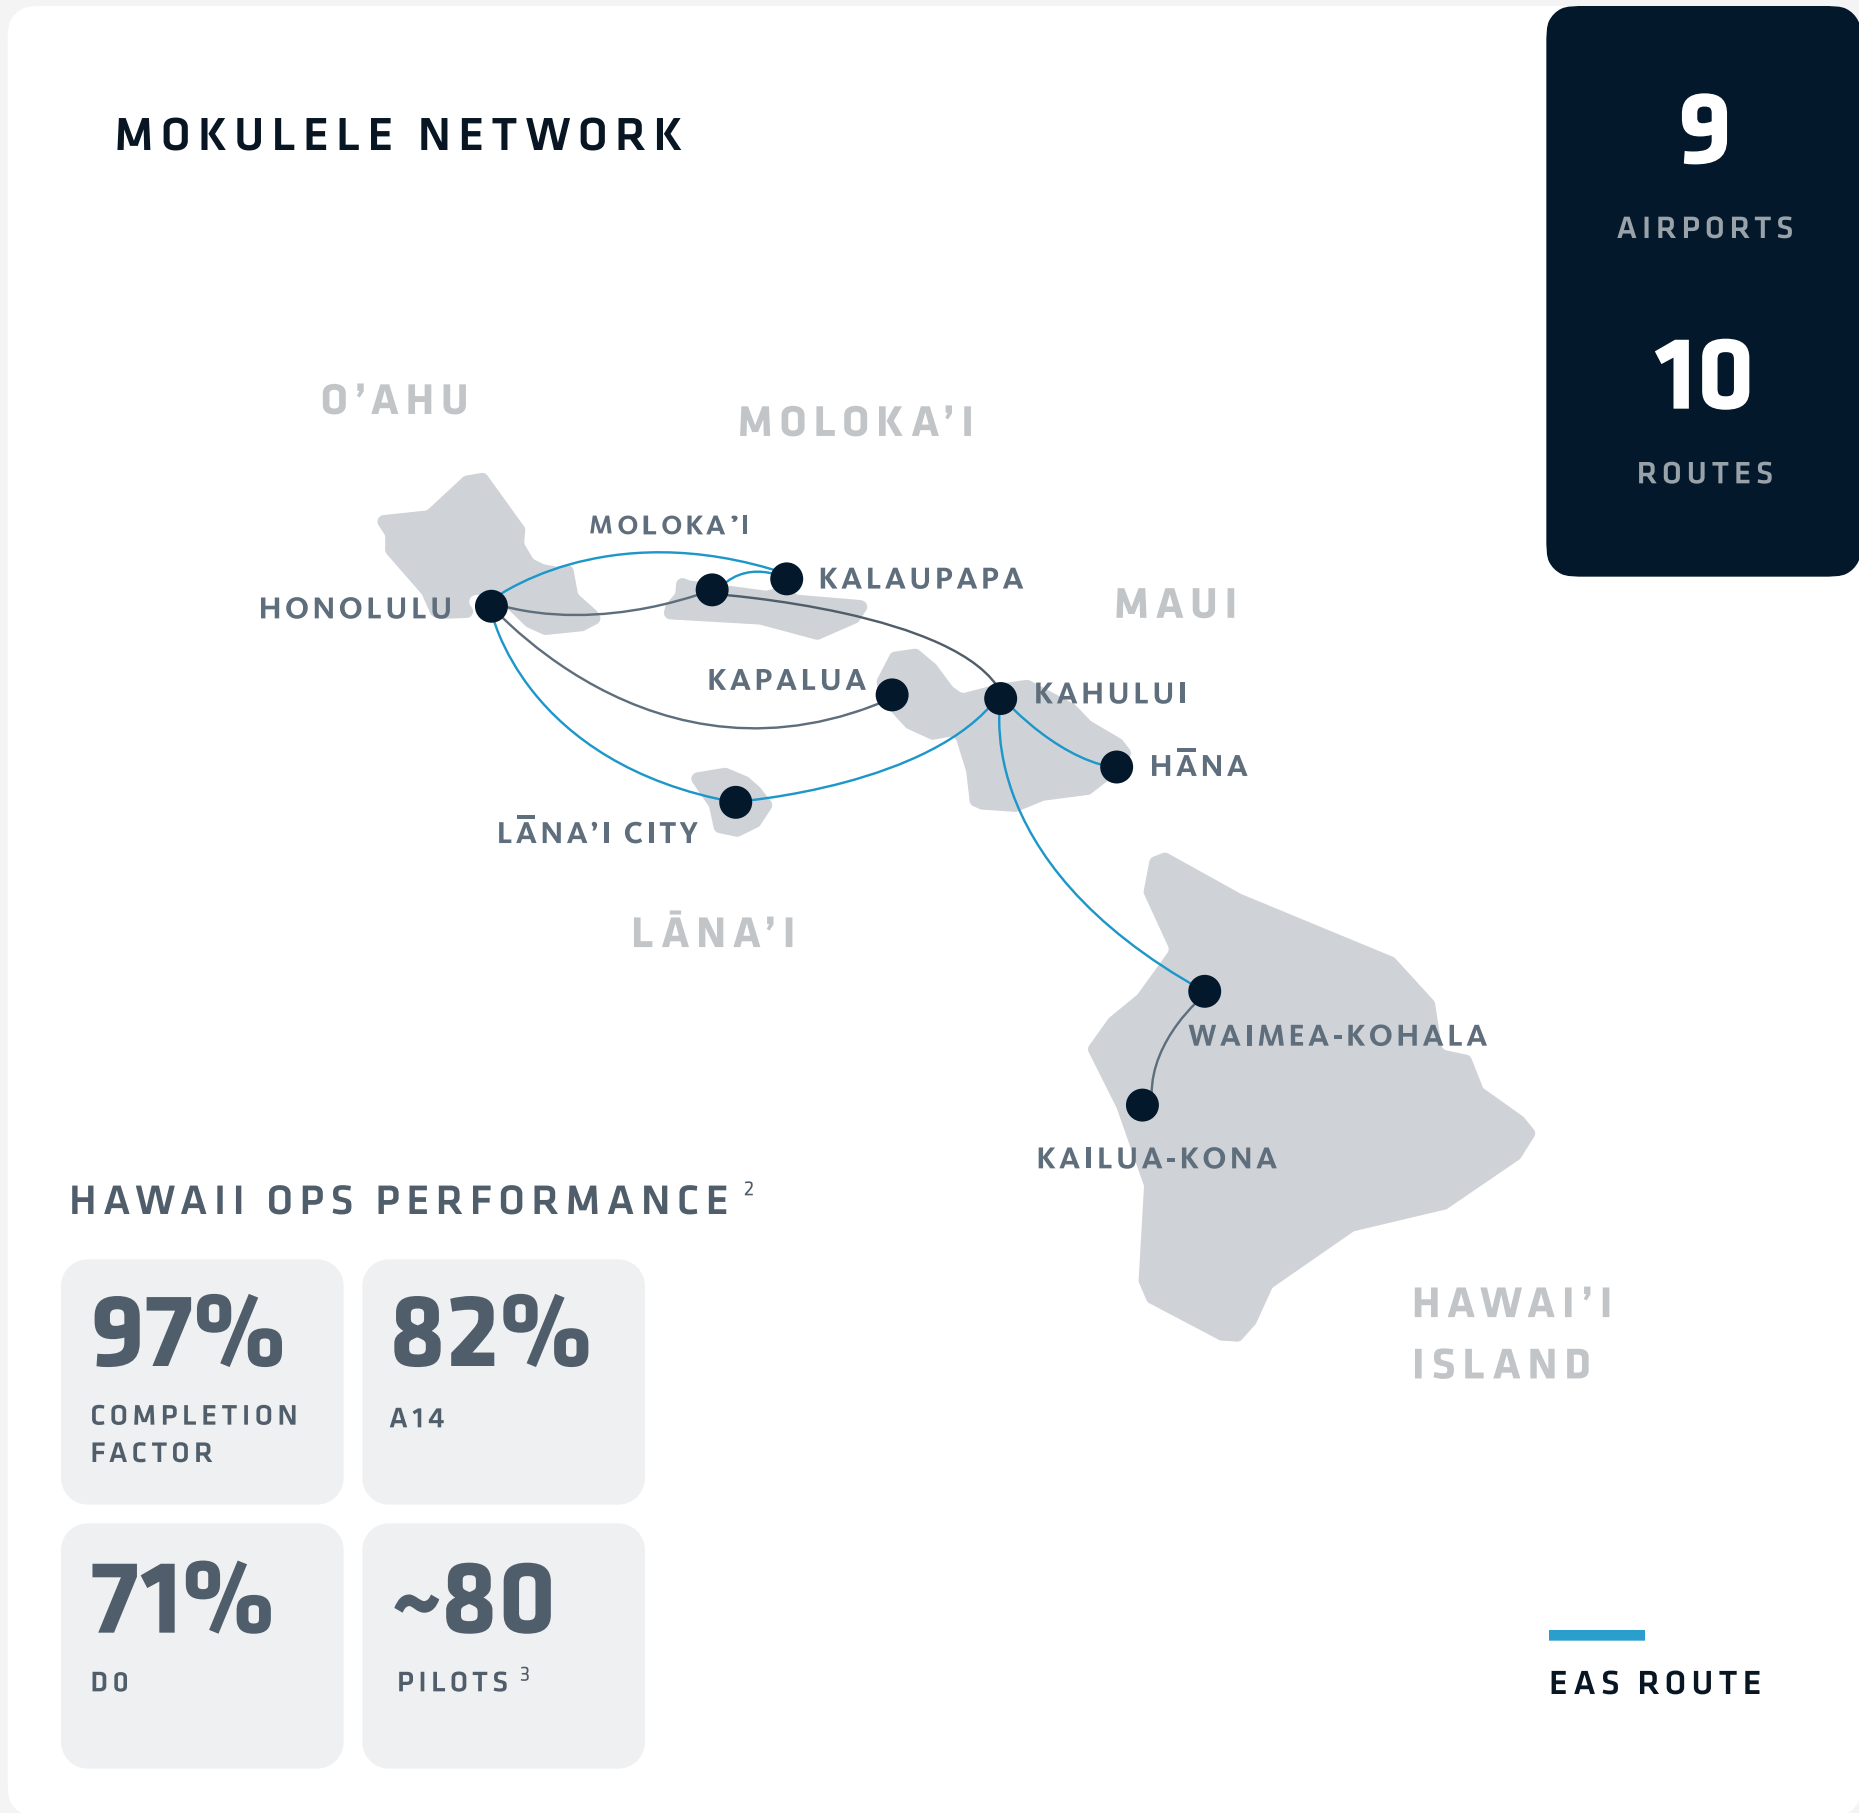 MOKULELE NETWORK
9
AIRPORTS
10
ROUTES
O’AHU
MOLOKA’I
MOLOKA’I
KALAUPAPA
HONOLULU
MAUI
KAPALUA
KAHULUI
HĀNA
LĀNA’I CITY
LĀNA’I
WAIMEA-KOHALA
KAILUA-KONA
HAWAI’I
ISLAND
HAWAII OPS PERFORMANCE 2
97%
COMPLETION
FACTOR
82%
A14
71%
D0
~80
PILOTS 3
EAS ROUTE